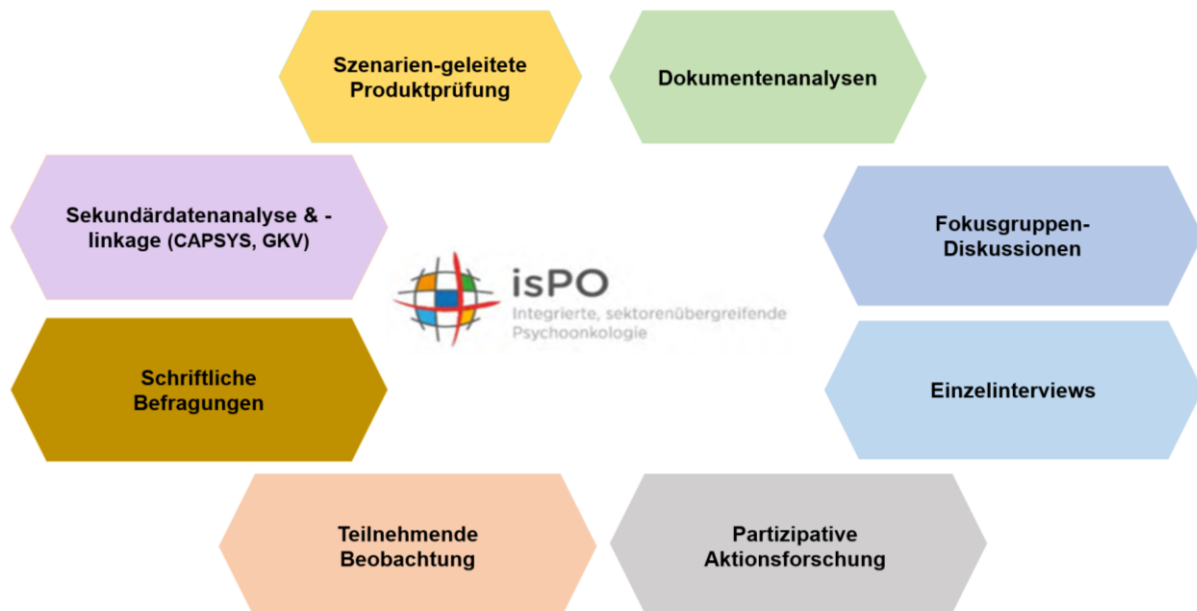 Szenarien-geleitete
Produktprüfung
Dokumentenanalysen
Sekundärdatenanalyse & -
linkage (CAPSYS, GKV)
Fokusgruppen-
Diskussionen
isPO
Integrierte, sektorenübergreifende
Psychoonkologie
Schriftliche
Befragungen
Einzelinterviews
Teilnehmende
Beobachtung
Partizipative
Aktionsforschung